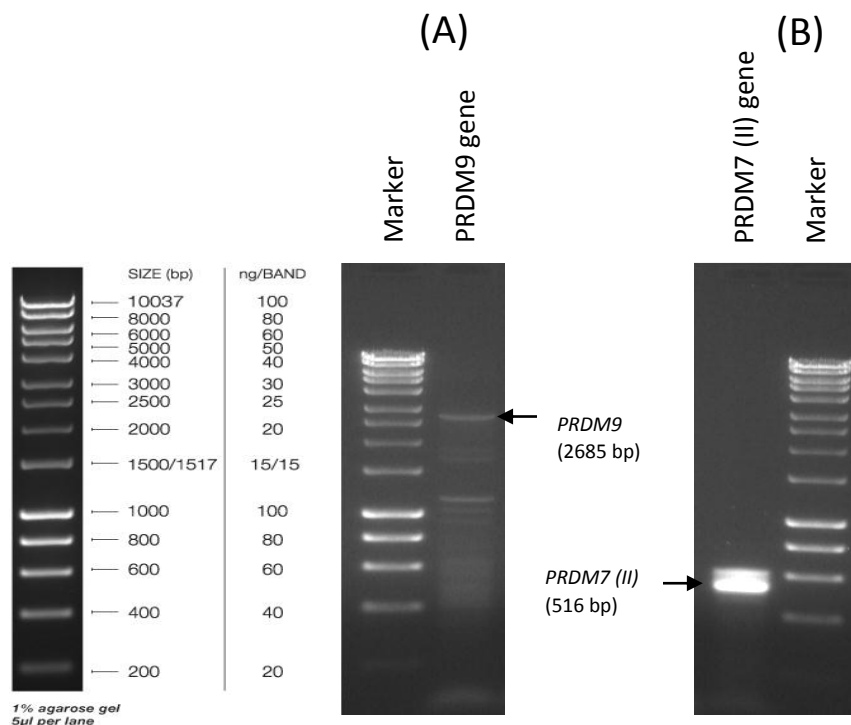 (A)
(B)
Marker
PRDM9 gene
PRDM7 (II) gene
Marker
SIZE (bp)
ng/BAND
10037 100
8000 80
6000 60
5000 50
4000 40
3000 30
2500 25
2000 20
1500/1517 15/15
1000 100
800 80
600 60
400 40
200 20
1% agarose gel
5ul per lane
PRDM9
(2685 bp)
PRDM7 (II)
(516 bp)